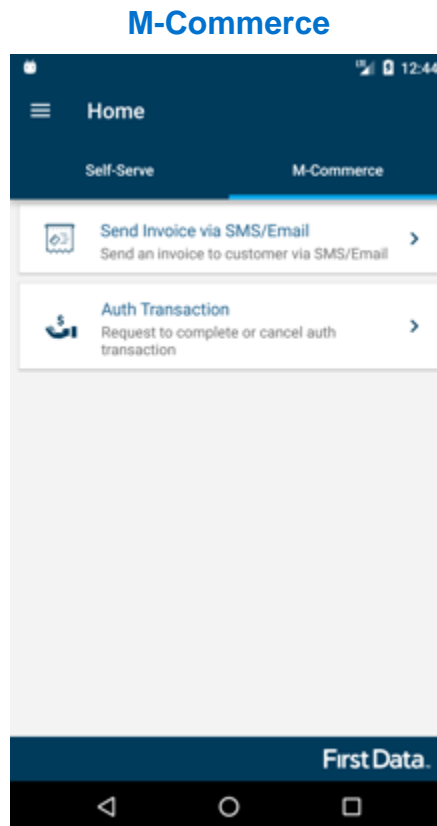 M-Commerce
12:44
Home
Self-Serve
M-Commerce
Send Invoice via SMS/Email
Send an invoice to customer via SMS/Email
Auth Transaction
Request to complete or cancel auth
transaction
First Data.